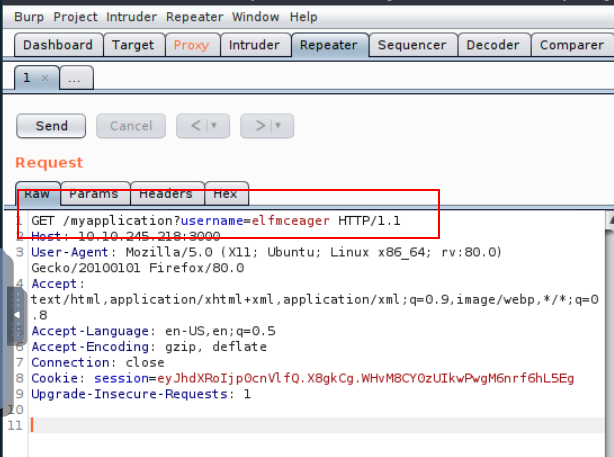 Burp Project Intruder Repeater Window Help
Dashboard Target Proxy Intruder Repeater Sequencer Decoder Comparer
1 × ...
Send Cancel < | ▾ > | ▾
Request
Raw Params Headers Hex
1 GET /myapplication?username=elfmceager HTTP/1.1
2 Host: 10.10.245.218:3000
3 User-Agent: Mozilla/5.0 (X11; Ubuntu; Linux x86_64; rv:80.0)
Gecko/20100101 Firefox/80.0
4 Accept:
text/html,application/xhtml+xml,application/xml;q=0.9,image/webp,*/*;q=0
.8
5 Accept-Language: en-US,en;q=0.5
6 Accept-Encoding: gzip, deflate
7 Connection: close
8 Cookie: session=eyJhdXRoIjp0cnVlfQ.X8gkCg.WHvM8CY0zUIkwPwgM6nrf6hL5Eg
9 Upgrade-Insecure-Requests: 1
10
11